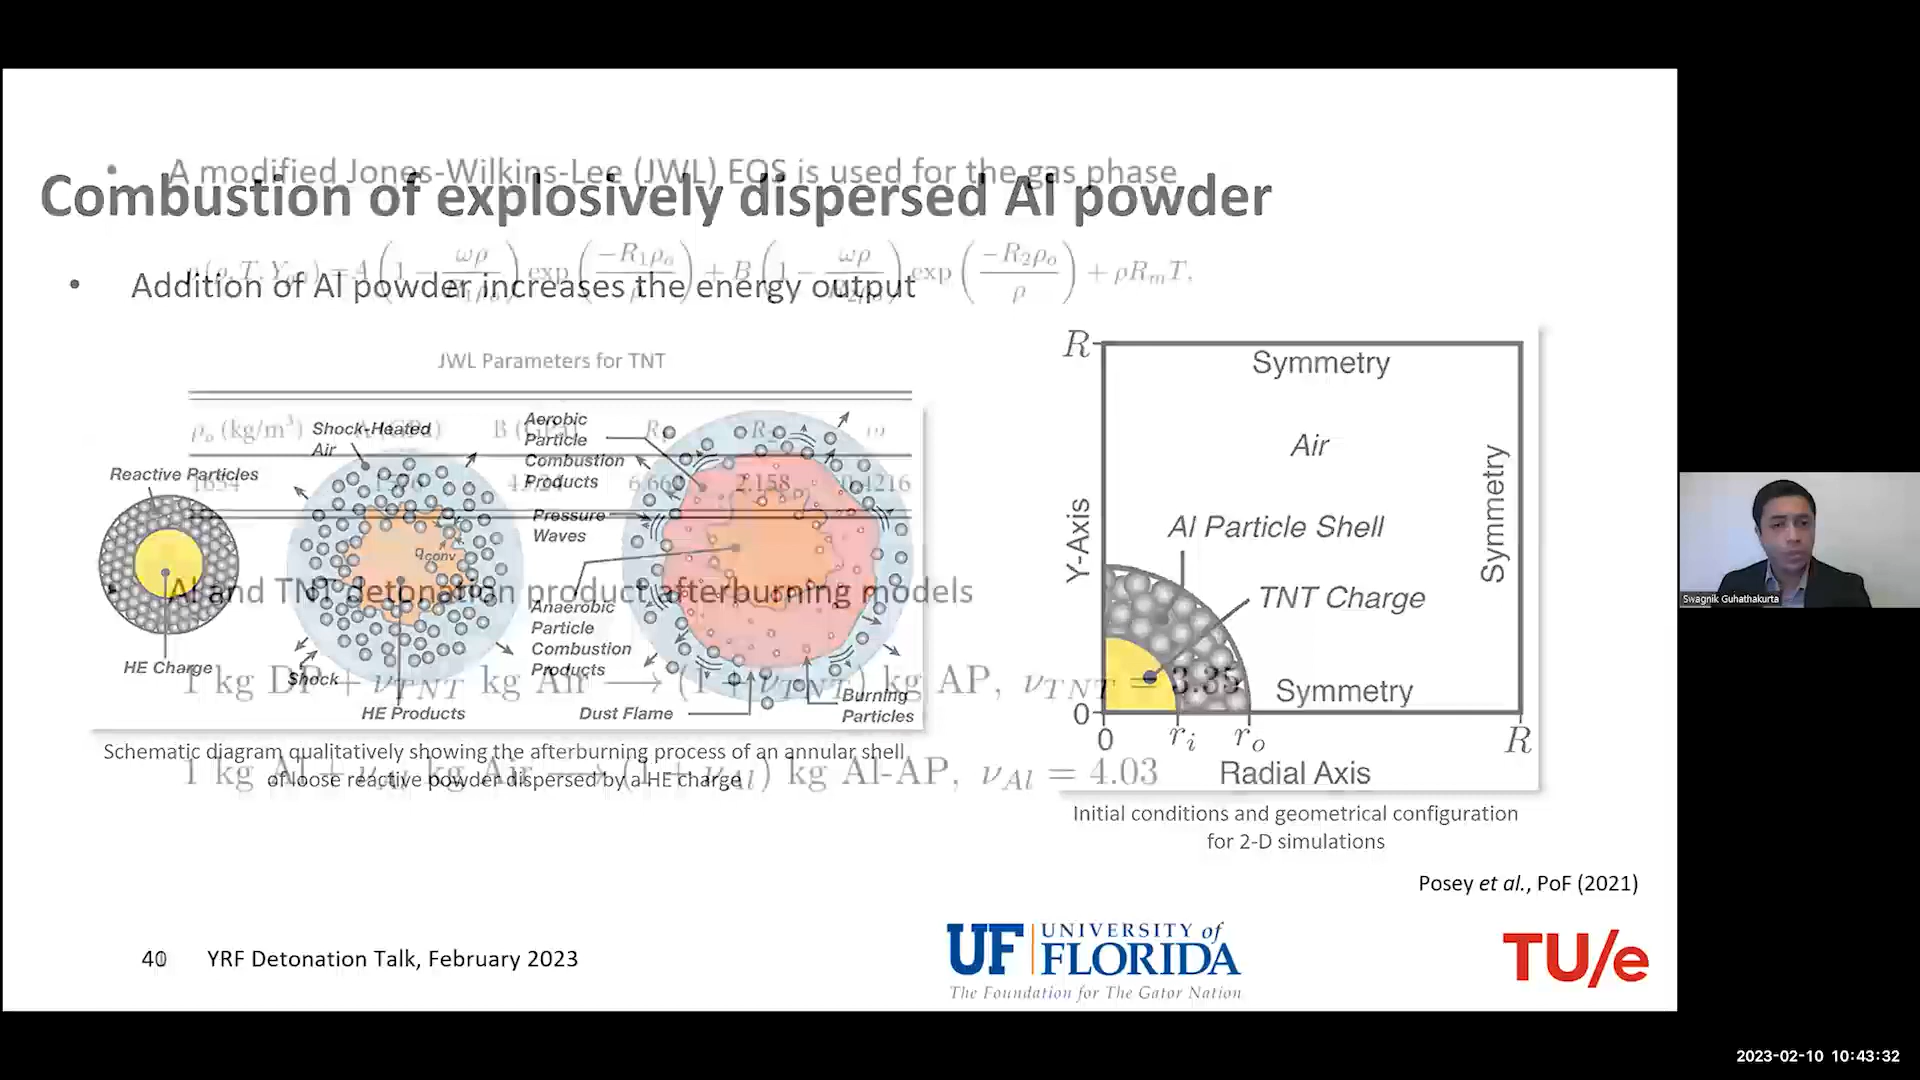 A modified Jones-Wilkins-Lee (JWL) EOS is used for the gas phase
Combustion of explosively dispersed Al powder
• Addition of Al powder increases the energy output
JWL Parameters for TNT
Shock-Heated
Air
Reactive Particles
HE Charge
Shock
HE Products
Aerobic
Particle
Combustion
Products
Pressure
Waves
Anaerobic
Particle
Combustion
Products
Dust Flame
Burning
Particles
q_conv
ρ_o (kg/m³)
2.158
Al and TNT detonation product afterburning models
1 kg DP + ν_TNT kg Air → (1 + ν_TNT) kg AP, ν_TNT = 3.35
1 kg Al + ν_Al kg Air → (1 + ν_Al) kg Al-AP, ν_Al = 4.03
Schematic diagram qualitatively showing the afterburning process of an annular shell
of loose reactive powder dispersed by a HE charge
R
Symmetry
Air
Symmetry
Y-Axis
Al Particle Shell
TNT Charge
Symmetry
0
0 r_i r_o R
Radial Axis
Initial conditions and geometrical configuration
for 2-D simulations
Posey et al., PoF (2021)
YRF Detonation Talk, February 2023
UF UNIVERSITY of
FLORIDA
The Foundation for The Gator Nation
TU/e
Swagnik Guhathakurta
2023-02-10 10:43:32